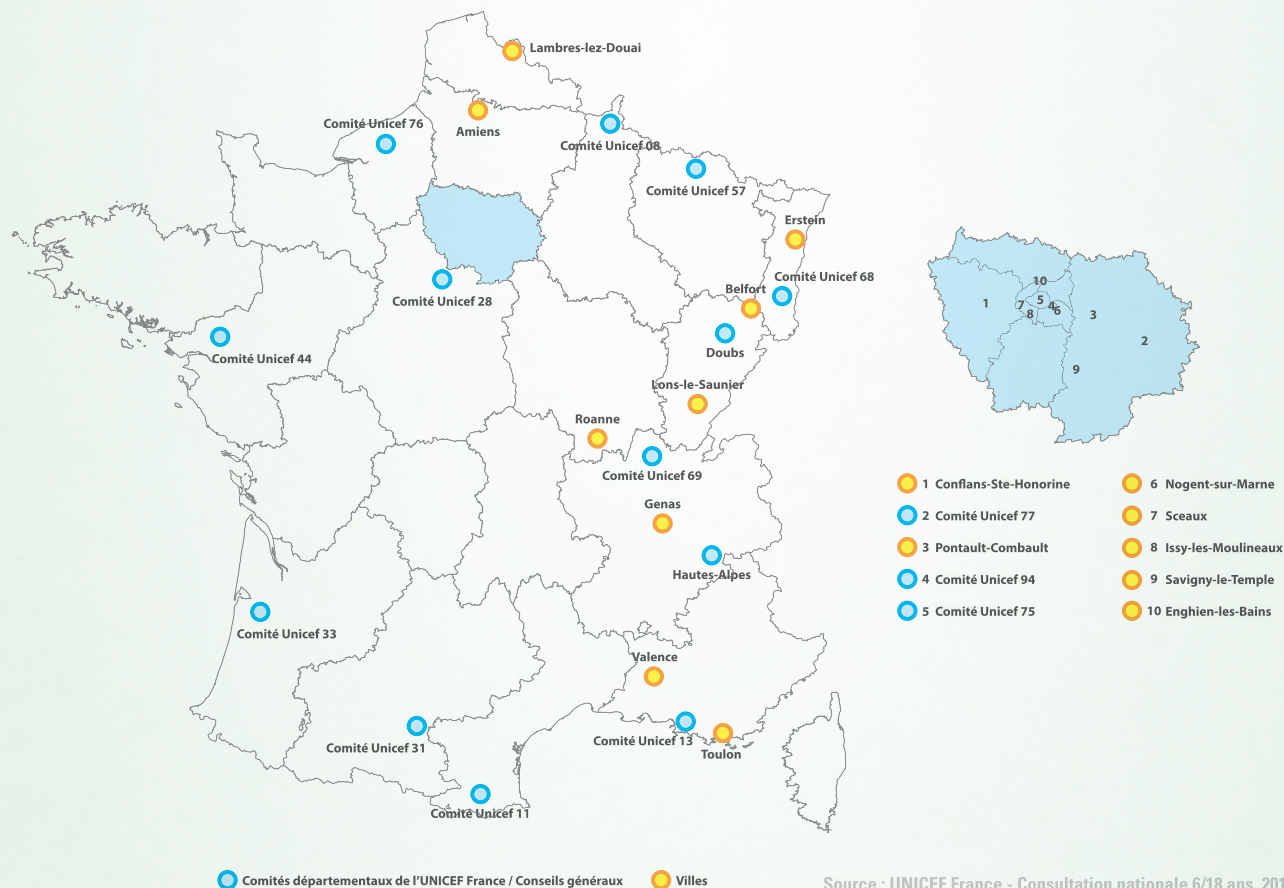 Lambres-lez-Douai
Amiens
Comité Unicef 76
Comité Unicef 08
Comité Unicef 57
Erstein
Comité Unicef 68
Belfort
Comité Unicef 28
Doubs
Comité Unicef 44
Lons-le-Saunier
Roanne
Comité Unicef 69
Genas
Hautes-Alpes
Comité Unicef 33
Valence
Comité Unicef 13
Toulon
Comité Unicef 31
Comité Unicef 11
10
1
7
5
4
6
8
3
2
9
1 Conflans-Ste-Honorine
2 Comité Unicef 77
3 Pontault-Combault
4 Comité Unicef 94
5 Comité Unicef 75
6 Nogent-sur-Marne
7 Sceaux
8 Issy-les-Moulineaux
9 Savigny-le-Temple
10 Enghien-les-Bains
Comités départementaux de l'UNICEF France / Conseils généraux
Villes
Source : UNICEF France - Consultation nationale 6/18 ans